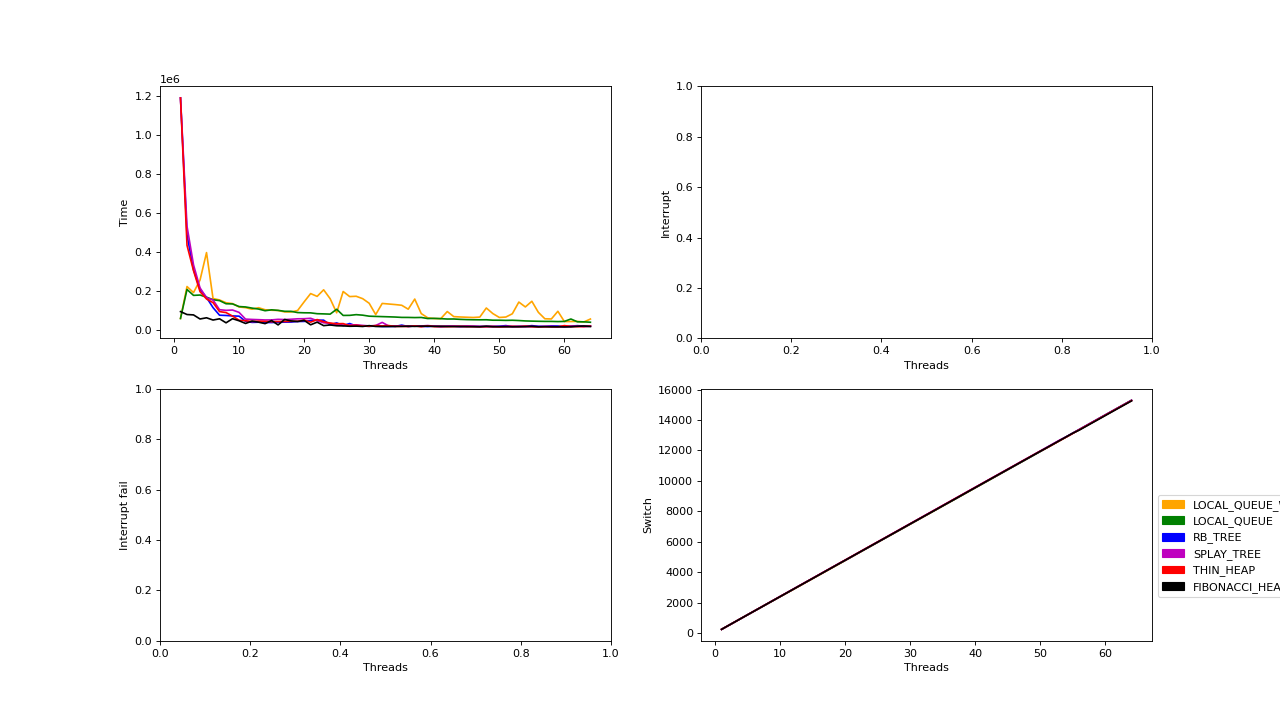 1e6
1.2
1.0
0.8
0.6
0.4
0.2
0.0
Time
0 10 20 30 40 50 60
Threads
1.0
0.8
0.6
0.4
0.2
0.0
Interrupt
0.0 0.2 0.4 0.6 0.8 1.0
Threads
1.0
0.8
0.6
0.4
0.2
0.0
Interrupt fail
0.0 0.2 0.4 0.6 0.8 1.0
Threads
16000
14000
12000
10000
8000
6000
4000
2000
0
Switch
0 10 20 30 40 50 60
Threads
LOCAL_QUEUE_
LOCAL_QUEUE
RB_TREE
SPLAY_TREE
THIN_HEAP
FIBONACCI_HEA